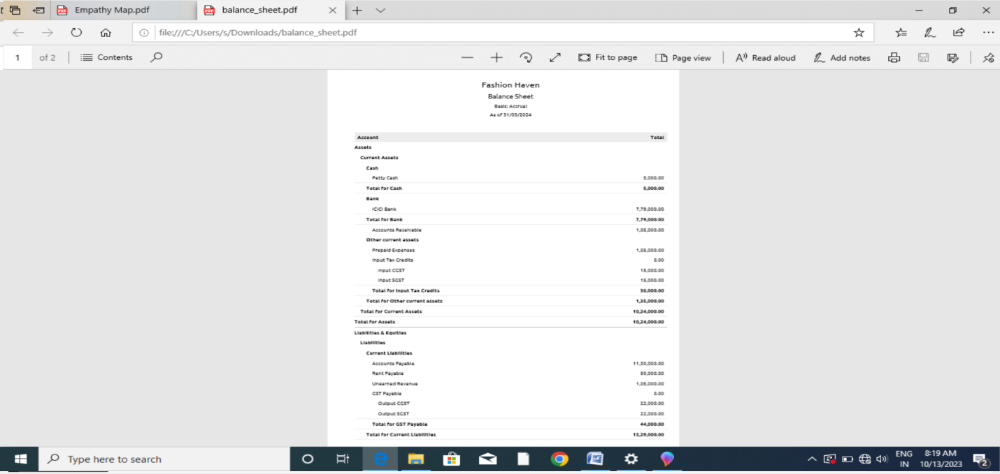 Empathy Map.pdf
balance_sheet.pdf
file:///C:/Users/s/Downloads/balance_sheet.pdf
1 of 2 Contents Fit to page Page view Read aloud Add notes
Fashion Haven
Balance Sheet
Basis: Accrual
As of 31/03/2024
Account Total
Assets
Current Assets
Cash
Petty Cash 5,000.00
Total for Cash 5,000.00
Bank
ICICI Bank 7,79,000.00
Total for Bank 7,79,000.00
Accounts Receivable 1,05,000.00
Other current assets
Prepaid Expenses 1,05,000.00
Input Tax Credits 0.00
Input CGST 15,000.00
Input SGST 15,000.00
Total for Input Tax Credits 30,000.00
Total for Other current assets 1,35,000.00
Total for Current Assets 10,24,000.00
Total for Assets 10,24,000.00
Liabilities & Equities
Liabilities
Current Liabilities
Accounts Payable 11,30,000.00
Rent Payable 50,000.00
Unearned Revenue 1,05,000.00
GST Payable 0.00
Output CGST 22,000.00
Output SGST 22,000.00
Total for GST Payable 44,000.00
Total for Current Liabilities 13,29,000.00
Type here to search
ENG 8:19 AM
IN 10/13/2023
2